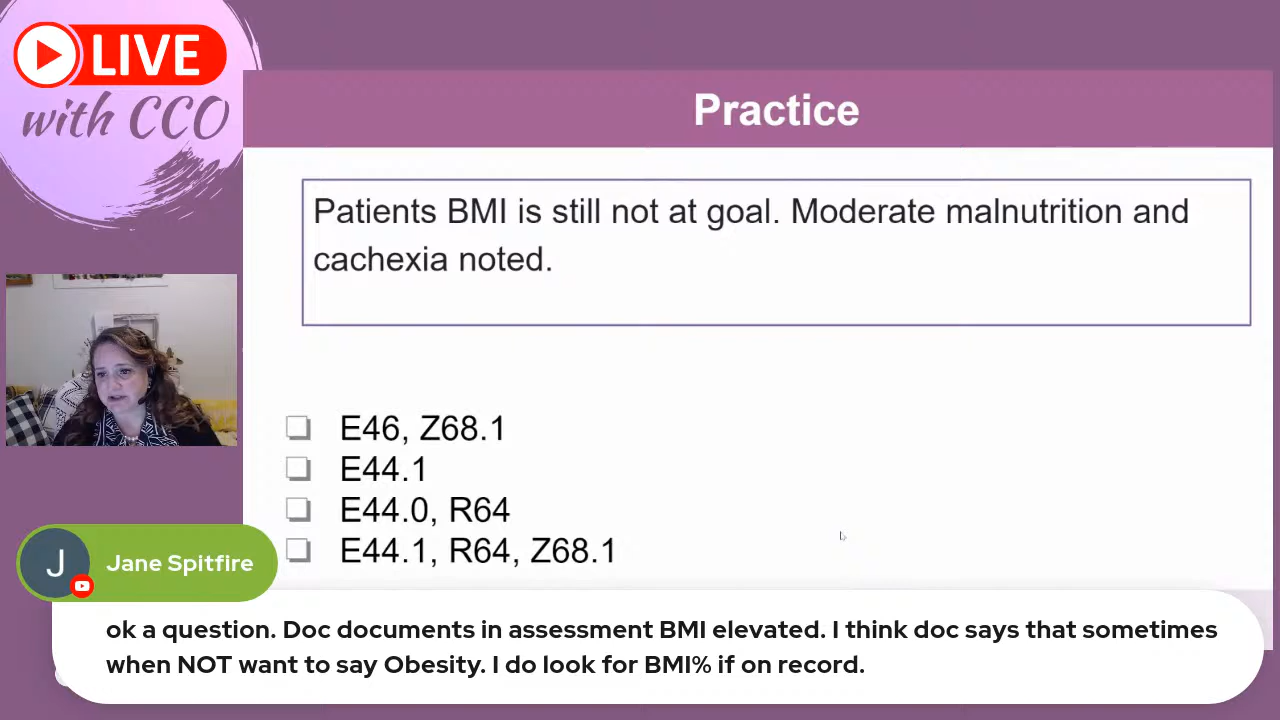 LIVE
with CCO
Practice
Patients BMI is still not at goal. Moderate malnutrition and
cachexia noted.
E46, Z68.1
E44.1
E44.0, R64
E44.1, R64, Z68.1
J
Jane Spitfire
ok a question. Doc documents in assessment BMI elevated. I think doc says that sometimes
when NOT want to say Obesity. I do look for BMI% if on record.